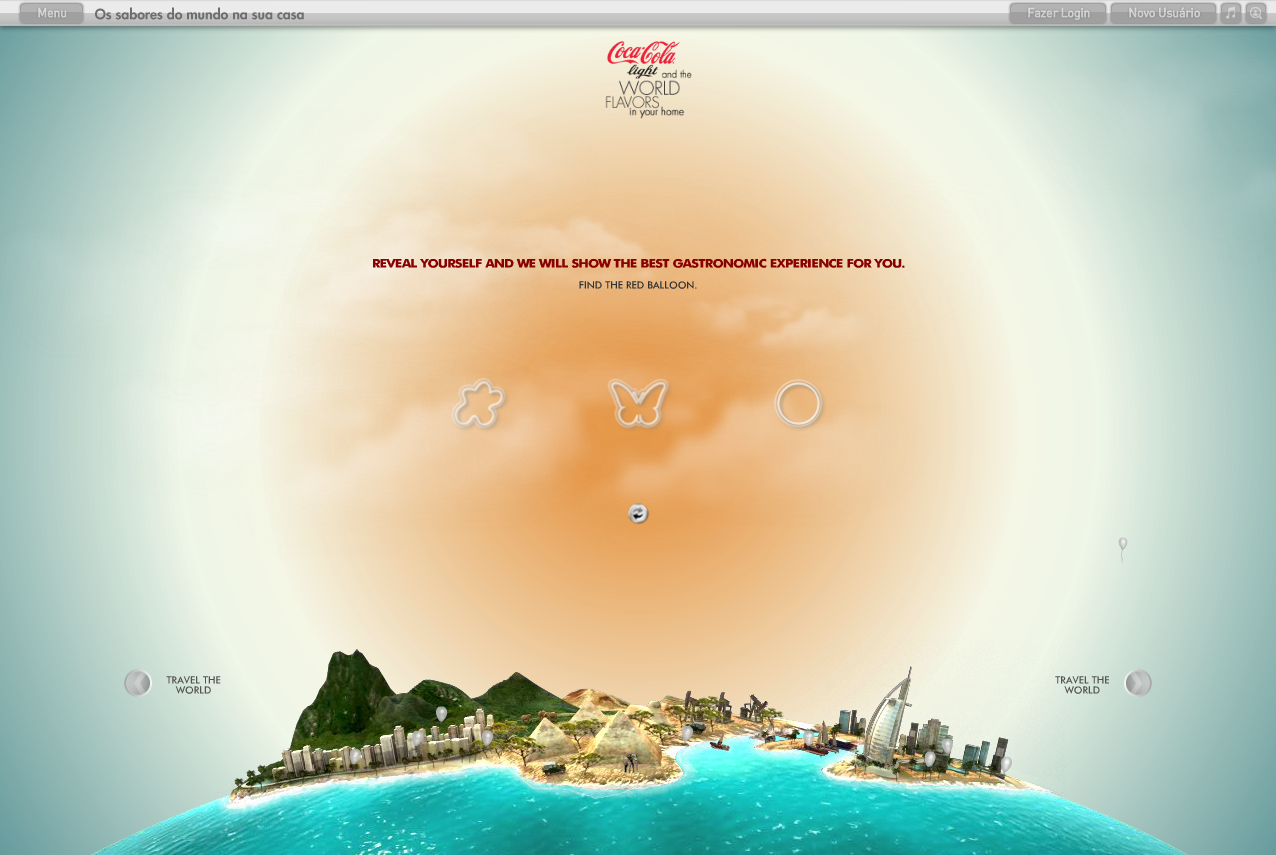 Menu
Os sabores do mundo na sua casa
Fazer Login
Novo Usuário
Coca-Cola
light and the
WORLD
FLAVORS
in your home
REVEAL YOURSELF AND WE WILL SHOW THE BEST GASTRONOMIC EXPERIENCE FOR YOU.
FIND THE RED BALLOON.
TRAVEL THE
WORLD
TRAVEL THE
WORLD